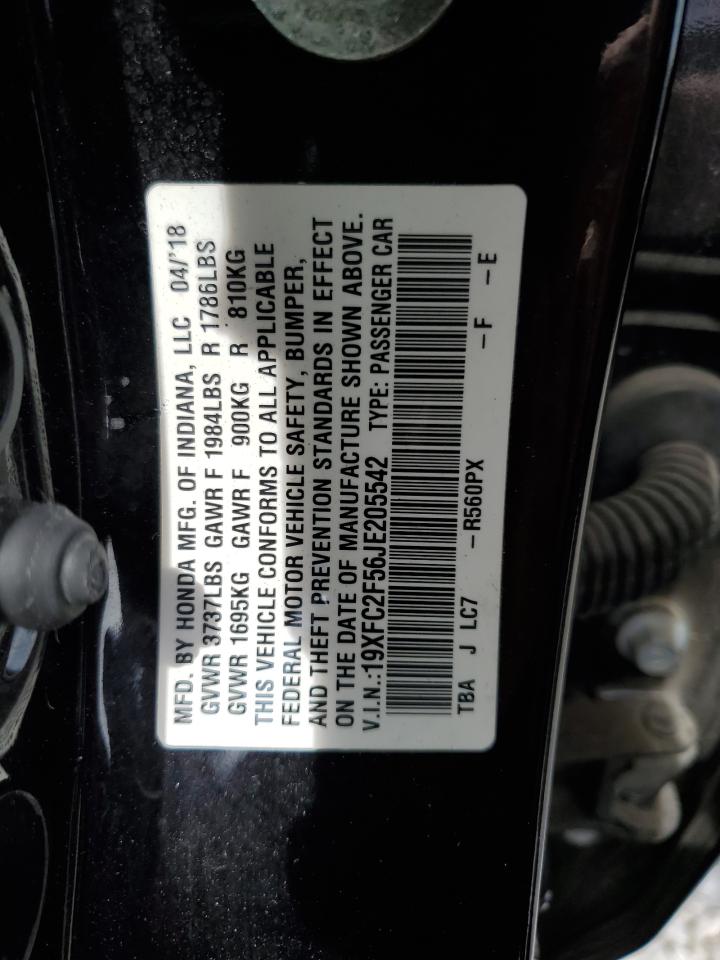 MFD. BY HONDA MFG. OF INDIANA, LLC 04/'18
GVWR 3737LBS GAWR F 1984LBS R 1786LBS
GVWR 1695KG GAWR F 900KG R 810KG
THIS VEHICLE CONFORMS TO ALL APPLICABLE
FEDERAL MOTOR VEHICLE SAFETY, BUMPER,
AND THEFT PREVENTION STANDARDS IN EFFECT
ON THE DATE OF MANUFACTURE SHOWN ABOVE.
V.I.N.:19XFC2F56JE205542 TYPE: PASSENGER CAR
TBA J LC7 -R560PX -F -E